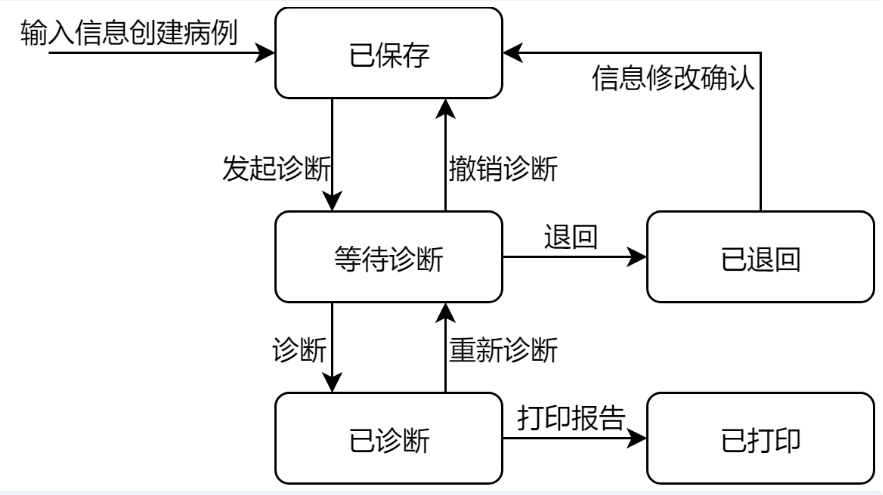 输入信息创建病例
已保存
信息修改确认
发起诊断
撤销诊断
等待诊断
退回
已退回
诊断
重新诊断
已诊断
打印报告
已打印